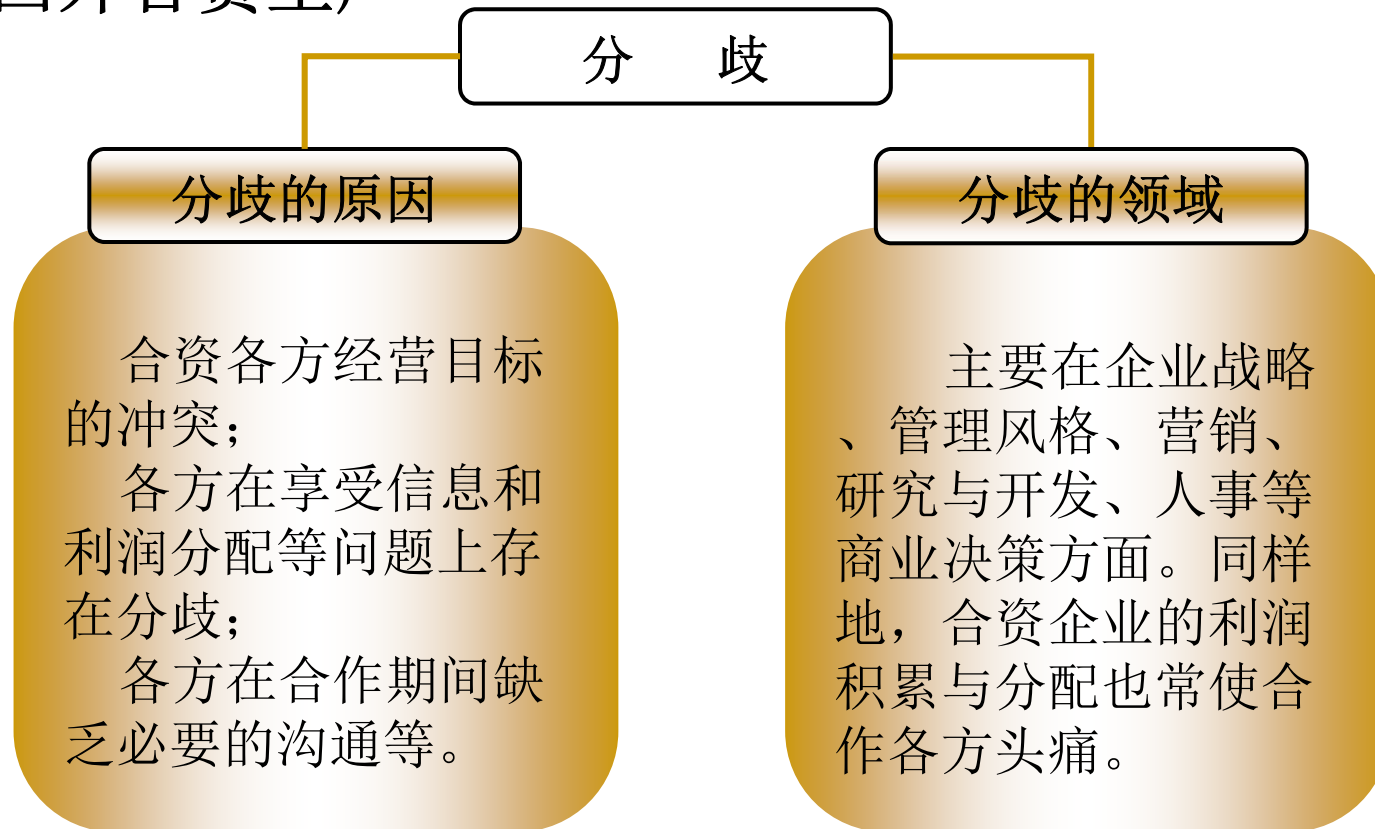 分 歧
分歧的原因
合资各方经营目标
的冲突；
各方在享受信息和
利润分配等问题上存
在分歧；
各方在合作期间缺
乏必要的沟通等。
分歧的领域
主要在企业战略
、管理风格、营销、
研究与开发、人事等
商业决策方面。同样
地，合资企业的利润
积累与分配也常使合
作各方头痛。